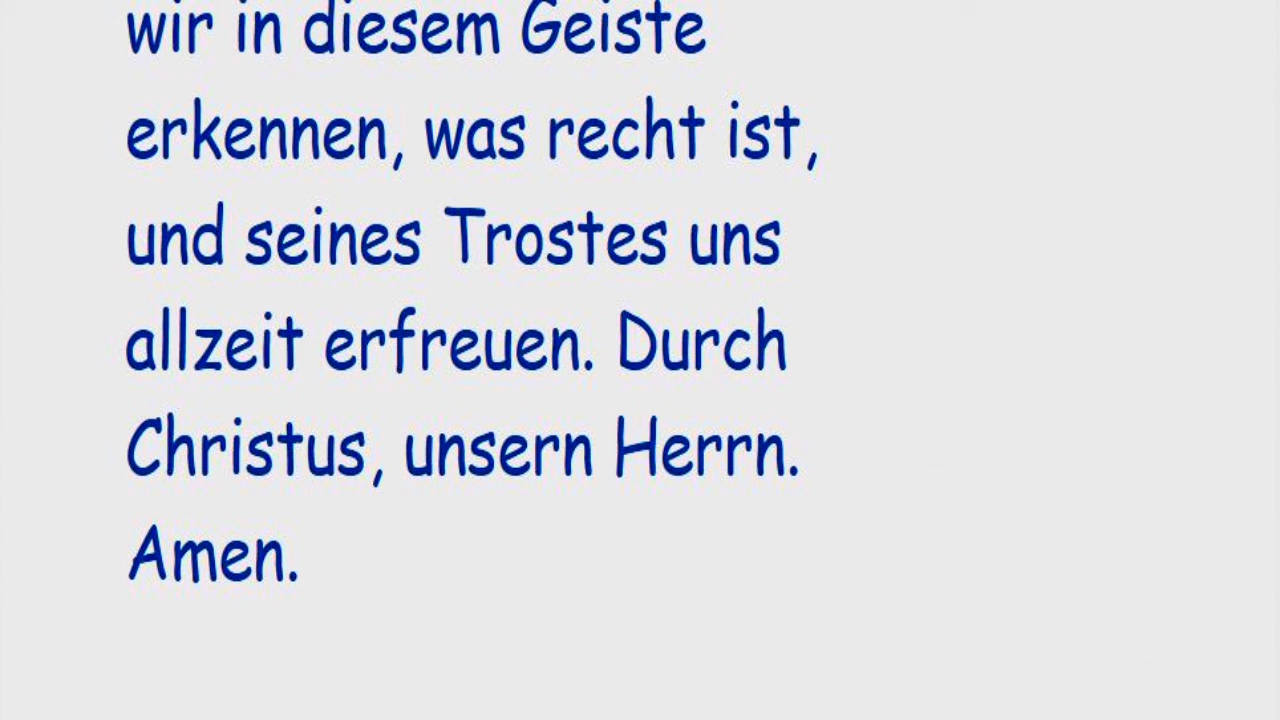 wir in diesem Geiste
erkennen, was recht ist,
und seines Trostes uns
allzeit erfreuen. Durch
Christus, unsern Herrn.
Amen.